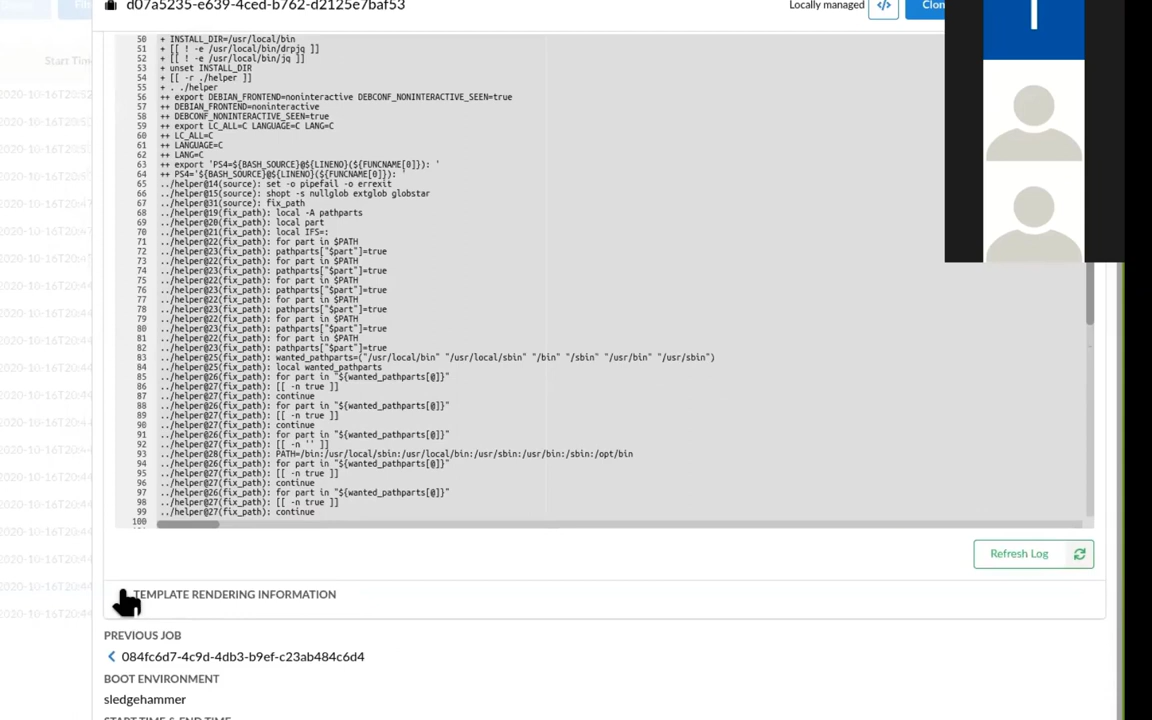 d07a5235-e639-4ced-b762-d2125e7baf53
Locally managed
</>
Clon
Start Time
50 + INSTALL_DIR=/usr/local/bin
51 + [[ ! -e /usr/local/bin/drpjq ]]
52 + [[ ! -e /usr/local/bin/jq ]]
53 + unset INSTALL_DIR
54 + [[ -r ./helper ]]
55 + . ./helper
56 ++ export DEBIAN_FRONTEND=noninteractive DEBCONF_NONINTERACTIVE_SEEN=true
57 ++ DEBIAN_FRONTEND=noninteractive
58 ++ DEBCONF_NONINTERACTIVE_SEEN=true
59 ++ export LC_ALL=C LANGUAGE=C LANG=C
60 ++ LC_ALL=C
61 ++ LANGUAGE=C
62 ++ LANG=C
63 ++ export 'PS4=${BASH_SOURCE}@${LINENO}(${FUNCNAME[0]}): '
64 ++ PS4='${BASH_SOURCE}@${LINENO}(${FUNCNAME[0]}): '
65 ../helper@14(source): set -o pipefail -o errexit
66 ../helper@15(source): shopt -s nullglob extglob globstar
67 ../helper@31(source): fix_path
68 ../helper@19(fix_path): local -A pathparts
69 ../helper@20(fix_path): local part
70 ../helper@21(fix_path): local IFS=:
71 ../helper@22(fix_path): for part in $PATH
72 ../helper@23(fix_path): pathparts["$part"]=true
73 ../helper@22(fix_path): for part in $PATH
74 ../helper@23(fix_path): pathparts["$part"]=true
75 ../helper@22(fix_path): for part in $PATH
76 ../helper@23(fix_path): pathparts["$part"]=true
77 ../helper@22(fix_path): for part in $PATH
78 ../helper@23(fix_path): pathparts["$part"]=true
79 ../helper@22(fix_path): for part in $PATH
80 ../helper@23(fix_path): pathparts["$part"]=true
81 ../helper@22(fix_path): for part in $PATH
82 ../helper@23(fix_path): pathparts["$part"]=true
83 ../helper@25(fix_path): wanted_pathparts=("/usr/local/bin" "/usr/local/sbin" "/bin" "/sbin" "/usr/bin" "/usr/sbin")
84 ../helper@25(fix_path): local wanted_pathparts
85 ../helper@26(fix_path): for part in "${wanted_pathparts[@]}"
86 ../helper@27(fix_path): [[ -n true ]]
87 ../helper@27(fix_path): continue
88 ../helper@26(fix_path): for part in "${wanted_pathparts[@]}"
89 ../helper@27(fix_path): [[ -n true ]]
90 ../helper@27(fix_path): continue
91 ../helper@26(fix_path): for part in "${wanted_pathparts[@]}"
92 ../helper@27(fix_path): [[ -n '' ]]
93 ../helper@28(fix_path): PATH=/bin:/usr/local/sbin:/usr/local/bin:/usr/sbin:/usr/bin:/sbin:/opt/bin
94 ../helper@26(fix_path): for part in "${wanted_pathparts[@]}"
95 ../helper@27(fix_path): [[ -n true ]]
96 ../helper@27(fix_path): continue
97 ../helper@26(fix_path): for part in "${wanted_pathparts[@]}"
98 ../helper@27(fix_path): [[ -n true ]]
99 ../helper@27(fix_path): continue
100
Refresh Log
TEMPLATE RENDERING INFORMATION
PREVIOUS JOB
084fc6d7-4c9d-4db3-b9ef-c23ab484c6d4
BOOT ENVIRONMENT
sledgehammer
START TIME & END TIME